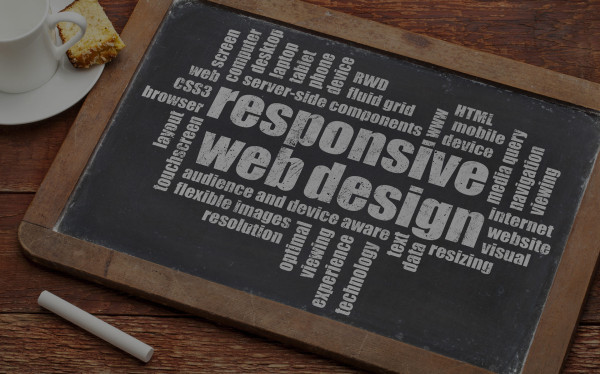 screen
computer
desktop
laptop
tablet
phone
device
RWD
web
server-side components
fluid grid
CSS3
browser
responsive
www
HTML
mobile
device
layout
touchscreen
web design
media query
navigation
viewing
audience and device aware
internet
flexible images
website
resolution
visual
optimal
viewing
experience
technology
text
data
resizing